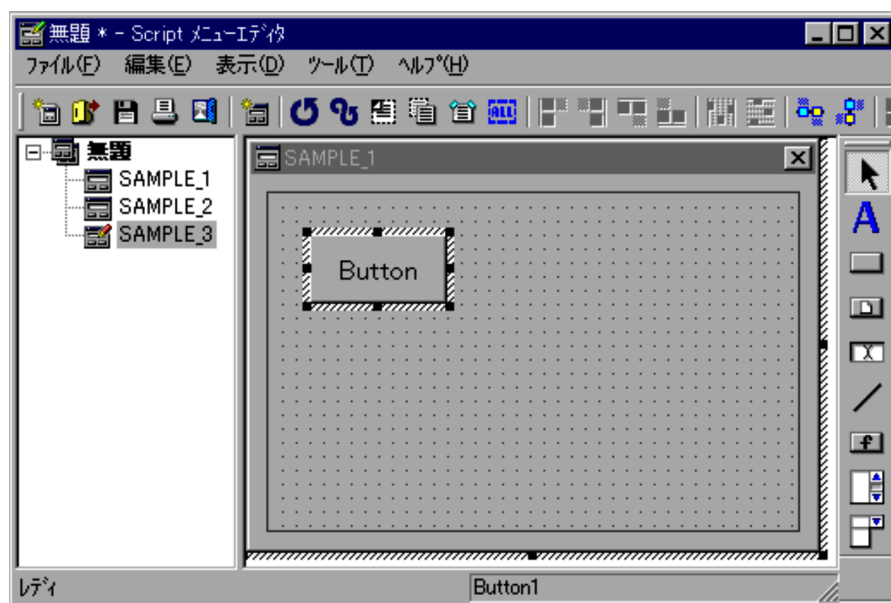 無題 * - Script ﾒﾆｭｰｴﾃﾞｨﾀ
ﾌｧｲﾙ(F) 編集(E) 表示(D) ﾂｰﾙ(T) ﾍﾙﾌﾟ(H)
ALL
無題
SAMPLE_1
SAMPLE_2
SAMPLE_3
SAMPLE_1
Button
A
f
ﾚﾃﾞｨ
Button1